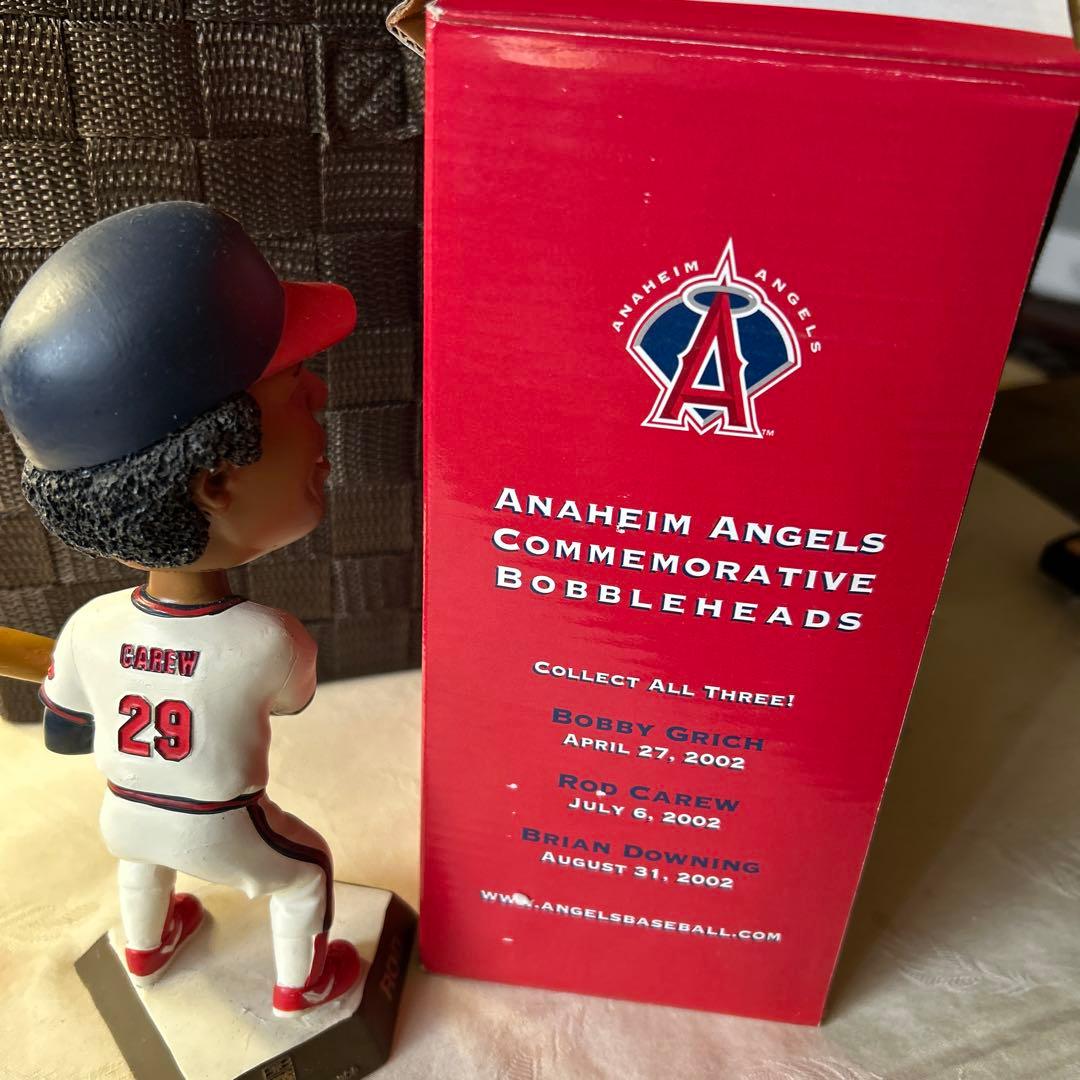 ANAHEIM ANGELS
A
TM
ANAHEIM ANGELS
COMMEMORATIVE
BOBBLEHEADS
COLLECT ALL THREE!
BOBBY GRICH
APRIL 27, 2002
ROD CAREW
JULY 6, 2002
BRIAN DOWNING
AUGUST 31, 2002
WWW.ANGELSBASEBALL.COM
CAREW
29